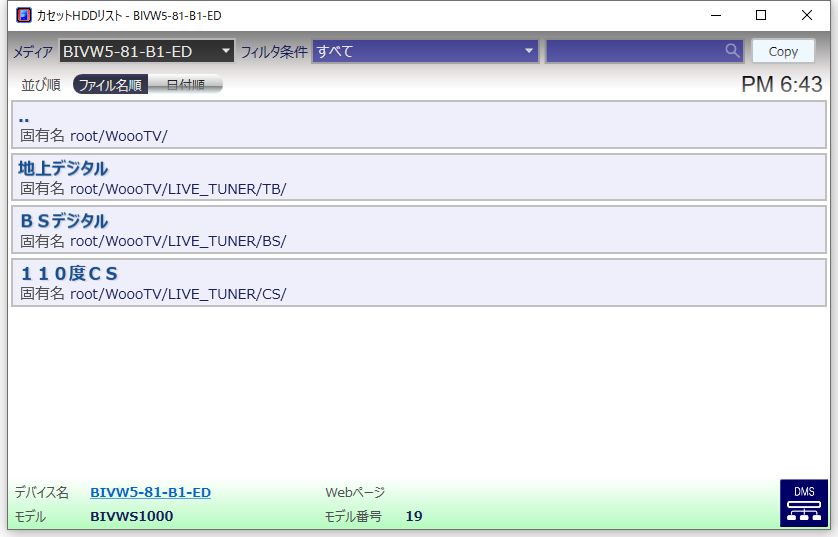 カセットHDDリスト - BIVW5-81-B1-ED
メディア BIVW5-81-B1-ED フィルタ条件 すべて Copy
並び順 ファイル名順 日付順 PM 6:43
..
固有名 root/WoooTV/
地上デジタル
固有名 root/WoooTV/LIVE_TUNER/TB/
ＢＳデジタル
固有名 root/WoooTV/LIVE_TUNER/BS/
１１０度ＣＳ
固有名 root/WoooTV/LIVE_TUNER/CS/
デバイス名 BIVW5-81-B1-ED Webページ
モデル BIVWS1000 モデル番号 19
DMS